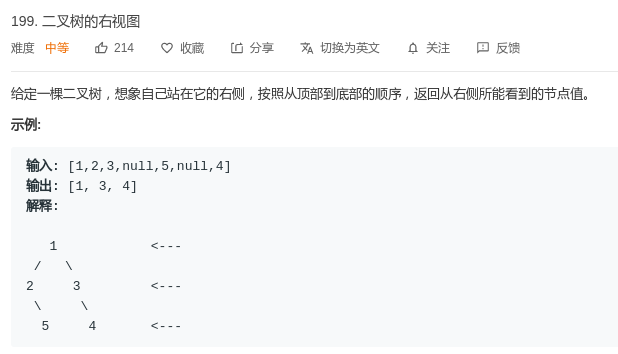 199. 二叉树的右视图
难度 中等 214 收藏 分享 切换为英文 关注 反馈
给定一棵二叉树，想象自己站在它的右侧，按照从顶部到底部的顺序，返回从右侧所能看到的节点值。
示例:
输入: [1,2,3,null,5,null,4]
输出: [1, 3, 4]
解释:
1 <---
/ \
2 3 <---
\ \
5 4 <---